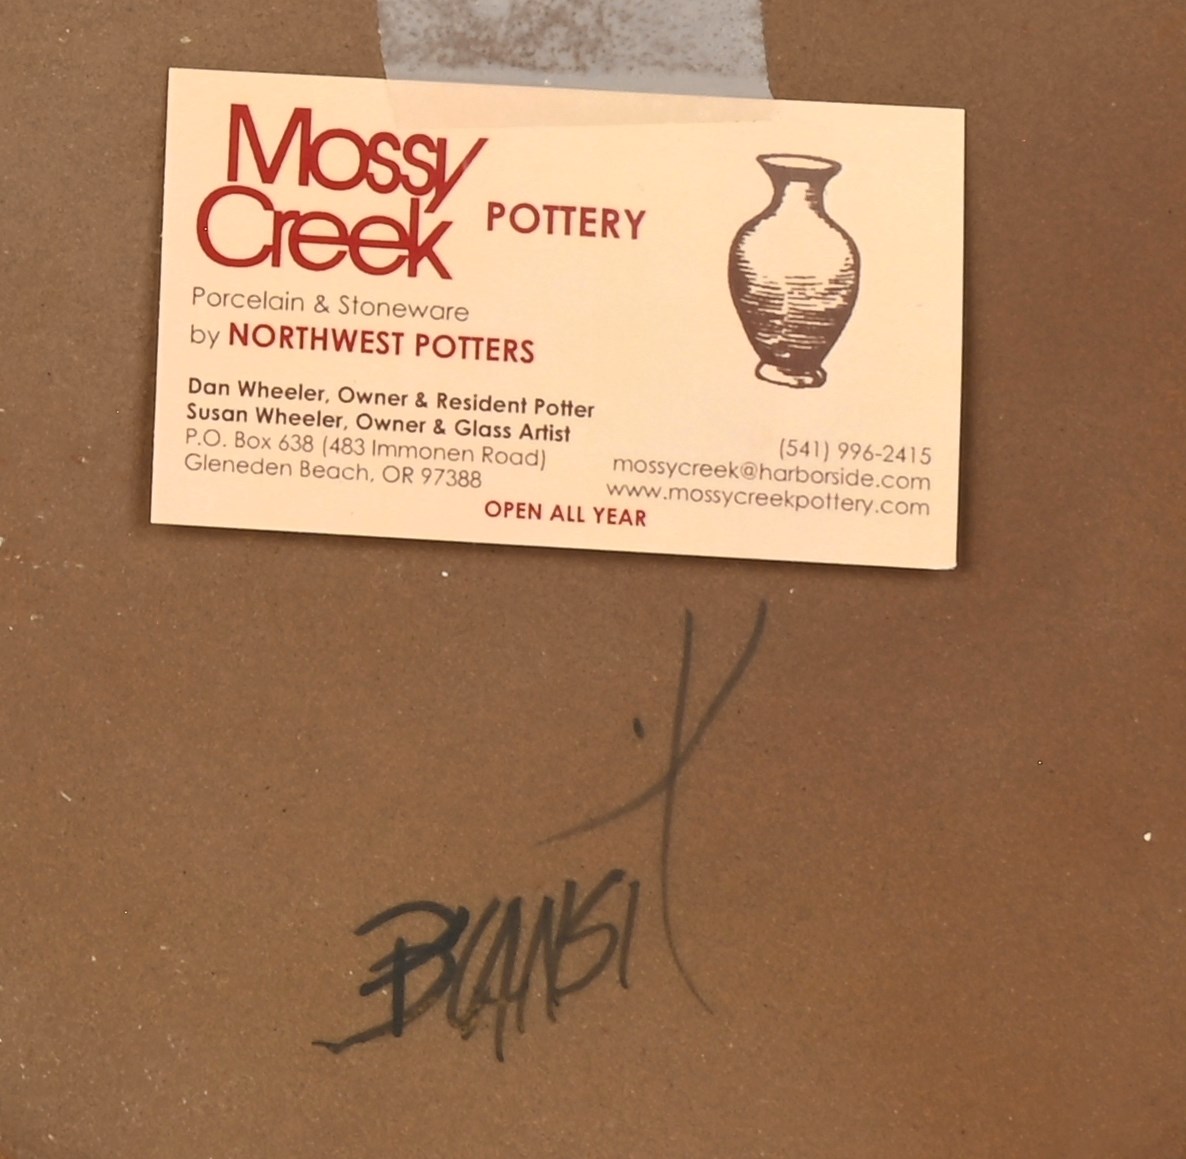 Mossy
Creek POTTERY
Porcelain & Stoneware
by NORTHWEST POTTERS
Dan Wheeler, Owner & Resident Potter
Susan Wheeler, Owner & Glass Artist
P.O. Box 638 (483 Immonen Road)
Gleneden Beach, OR 97388
(541) 996-2415
mossycreek@harborside.com
www.mossycreekpottery.com
OPEN ALL YEAR